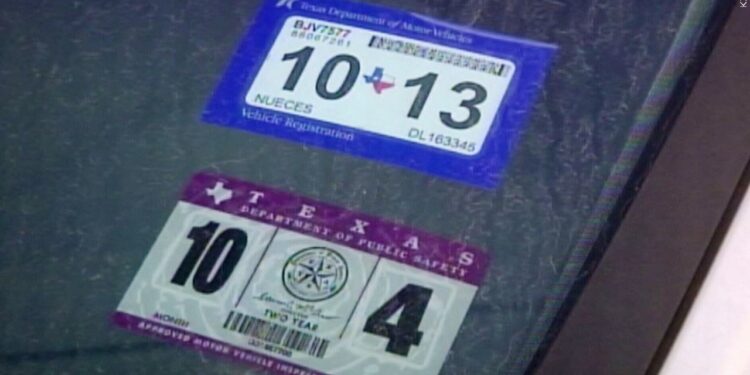 Texas Department of Motor Vehicles
BJV7577
10 13
NUECES
DL163345
Vehicle Registration
TEXAS
DEPARTMENT OF PUBLIC SAFETY
10 4
TWO YEAR
MONTH
APPROVED MOTOR VEHICLE